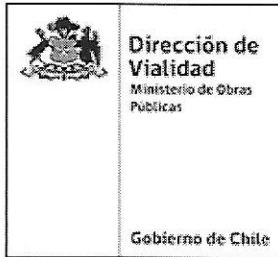 Dirección de
Vialidad
Ministerio de Obras
Públicas
Gobierno de Chile